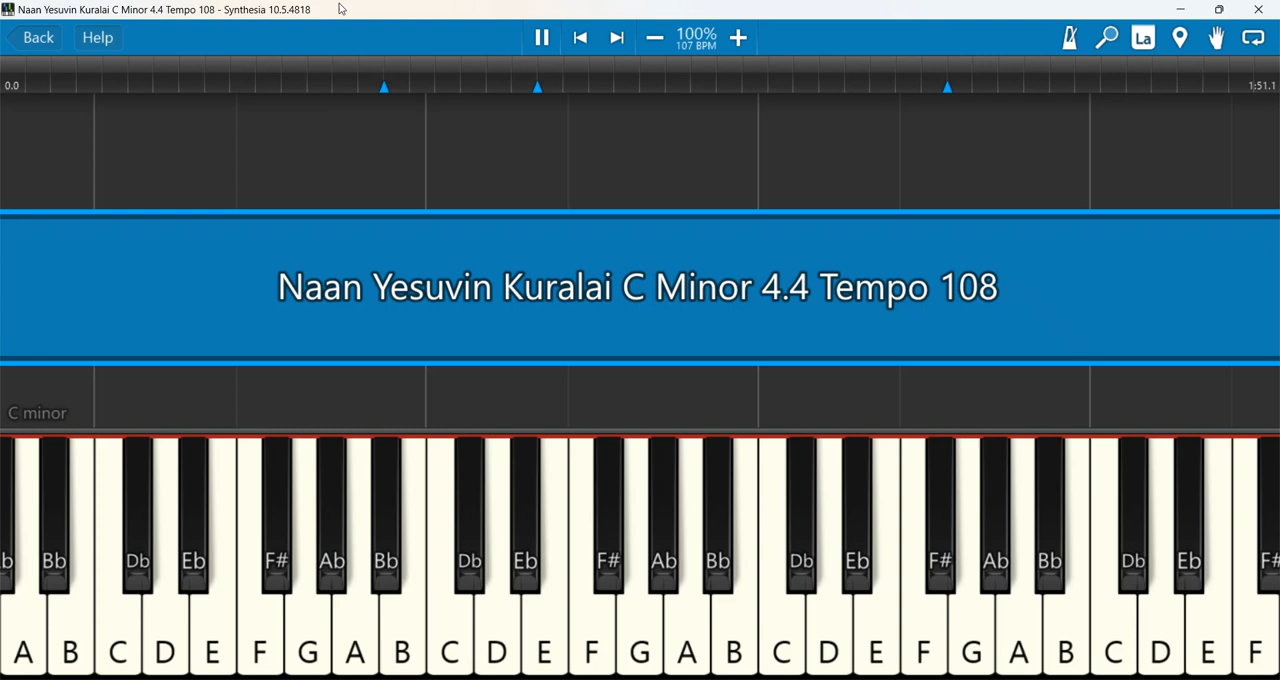 Naan Yesuvin Kuralai C Minor 4.4 Tempo 108 - Synthesia 10.5.4818
Back Help 100% La
107 BPM
0.0 1:51.1
Naan Yesuvin Kuralai C Minor 4.4 Tempo 108
C minor
b Bb Db Eb F# Ab Bb Db Eb F# Ab Bb Db Eb F# Ab Bb Db Eb F#
A B C D E F G A B C D E F G A B C D E F G A B C D E F